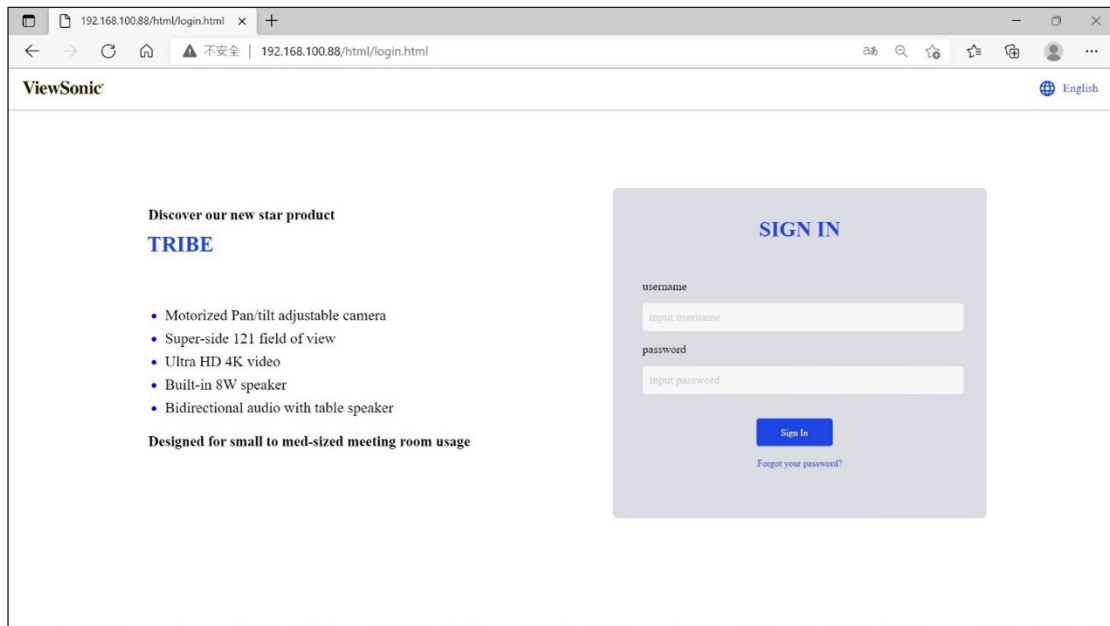 192.168.100.88/html/login.html
不安全 | 192.168.100.88/html/login.html
ViewSonic
English
Discover our new star product
TRIBE
• Motorized Pan/tilt adjustable camera
• Super-side 121 field of view
• Ultra HD 4K video
• Built-in 8W speaker
• Bidirectional audio with table speaker
Designed for small to med-sized meeting room usage
SIGN IN
username
input username
password
input password
Sign In
Forgot your password?